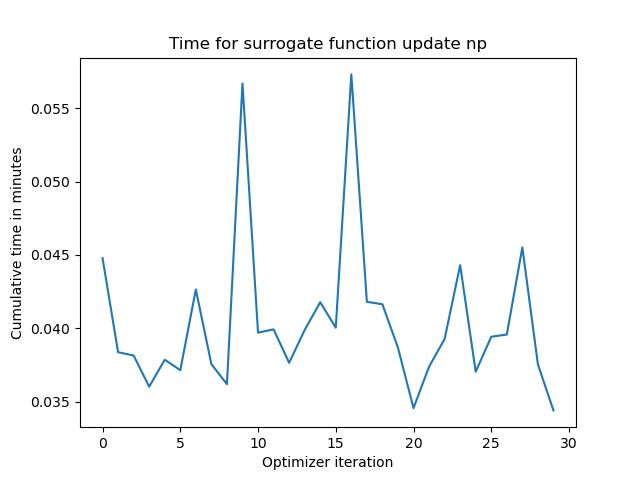 Time for surrogate function update np
Cumulative time in minutes
0.055
0.050
0.045
0.040
0.035
0 5 10 15 20 25 30
Optimizer iteration